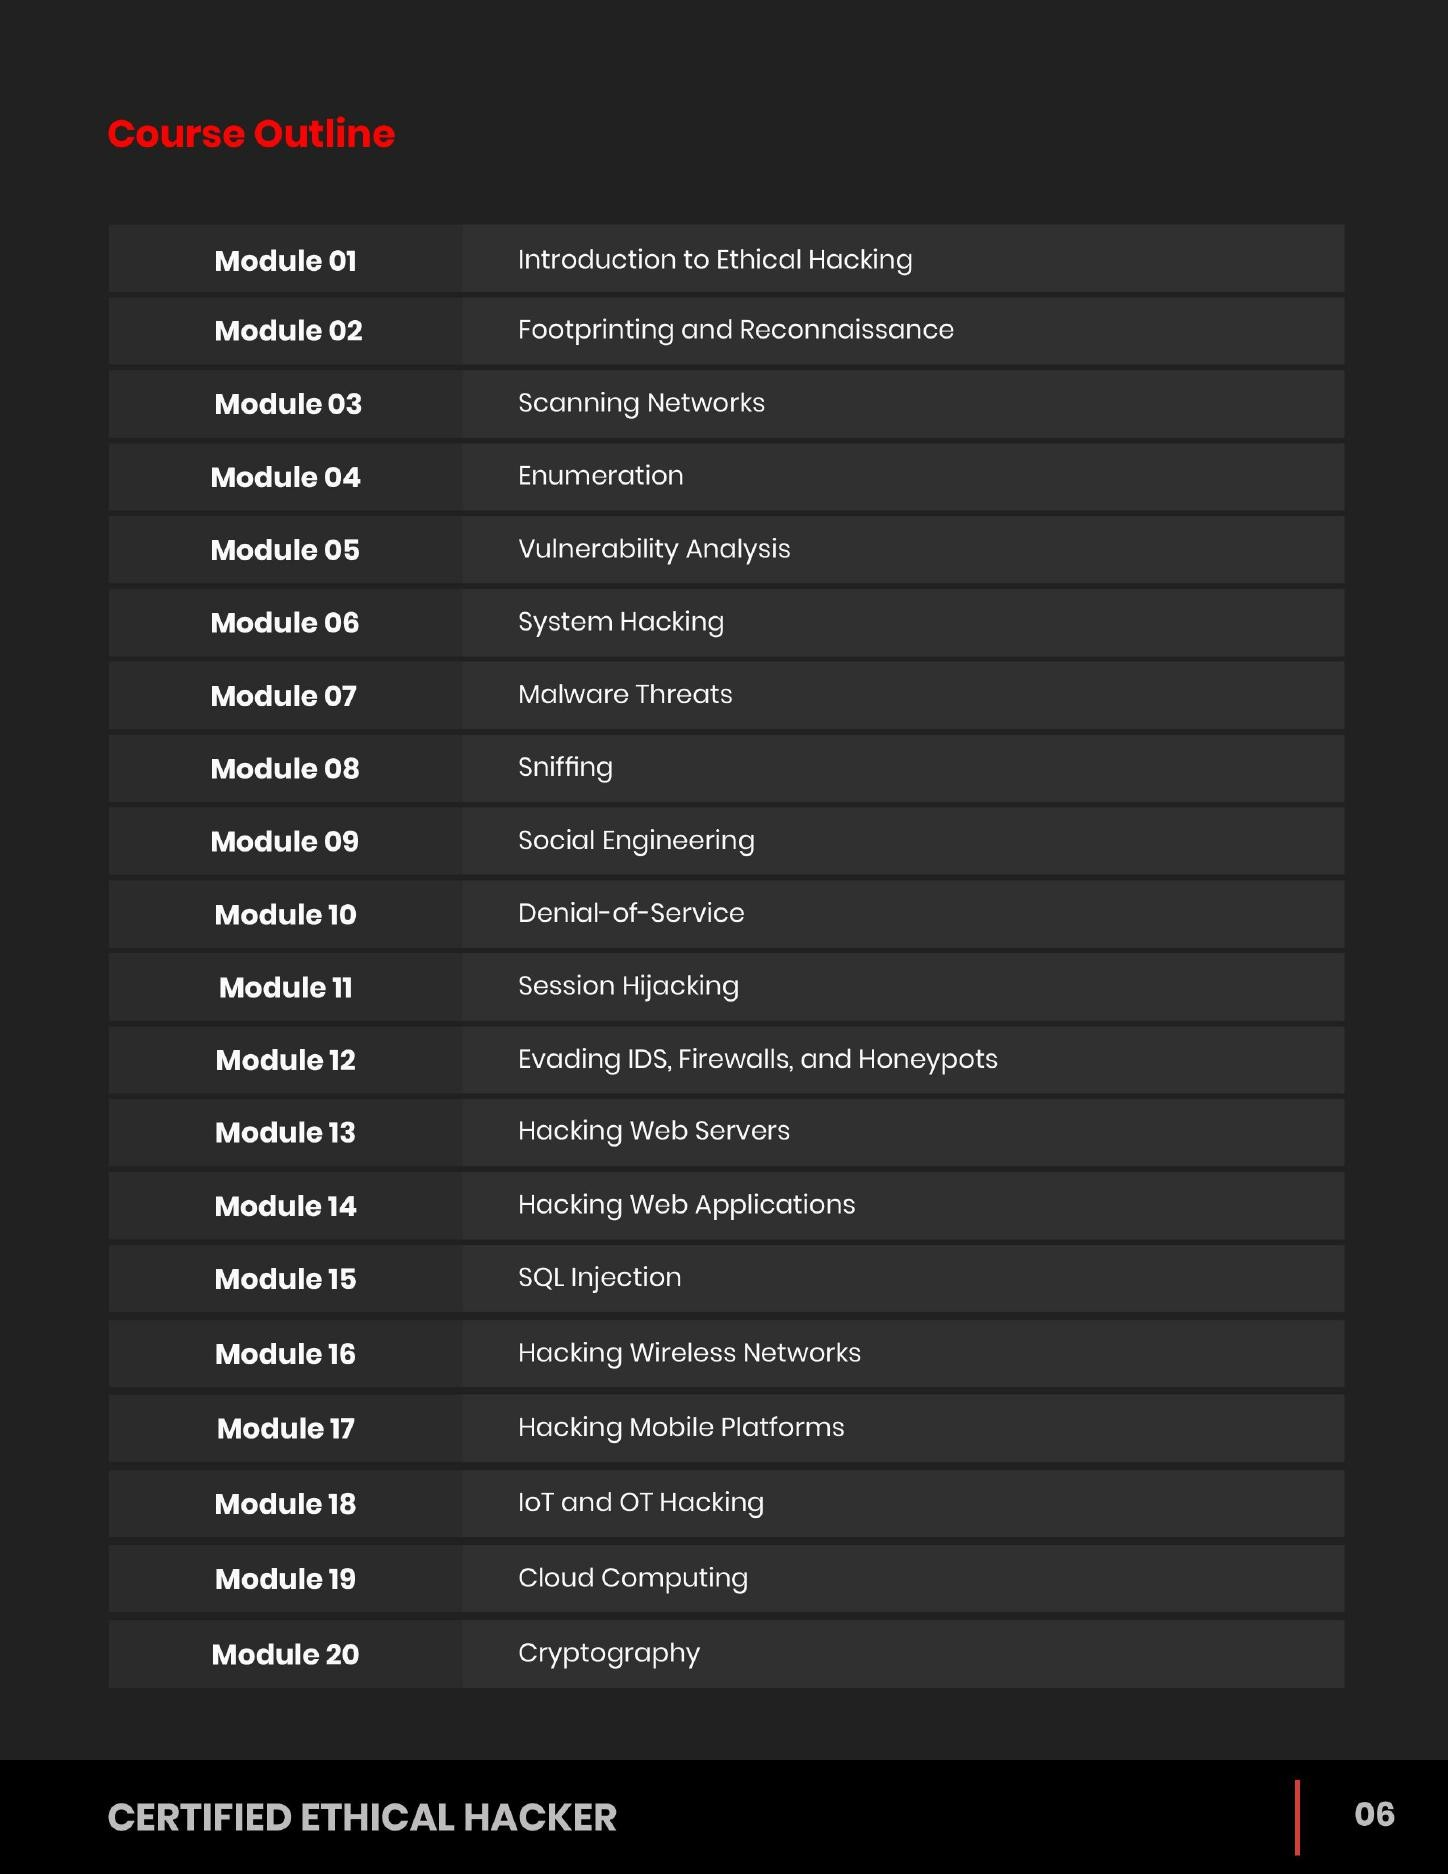 Course Outline
Module 01 Introduction to Ethical Hacking
Module 02 Footprinting and Reconnaissance
Module 03 Scanning Networks
Module 04 Enumeration
Module 05 Vulnerability Analysis
Module 06 System Hacking
Module 07 Malware Threats
Module 08 Sniffing
Module 09 Social Engineering
Module 10 Denial-of-Service
Module 11 Session Hijacking
Module 12 Evading IDS, Firewalls, and Honeypots
Module 13 Hacking Web Servers
Module 14 Hacking Web Applications
Module 15 SQL Injection
Module 16 Hacking Wireless Networks
Module 17 Hacking Mobile Platforms
Module 18 IoT and OT Hacking
Module 19 Cloud Computing
Module 20 Cryptography
CERTIFIED ETHICAL HACKER 06